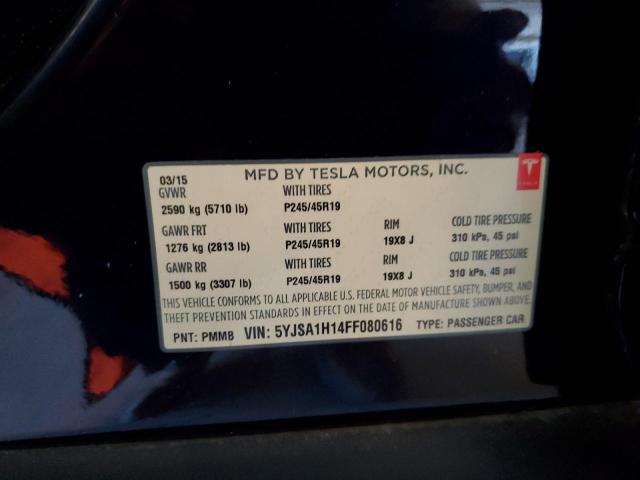 03/15 MFD BY TESLA MOTORS, INC.
GVWR WITH TIRES
2590 kg (5710 lb) P245/45R19
GAWR FRT WITH TIRES RIM COLD TIRE PRESSURE
1276 kg (2813 lb) P245/45R19 19X8 J 310 kPa, 45 psi
GAWR RR WITH TIRES RIM COLD TIRE PRESSURE
1500 kg (3307 lb) P245/45R19 19X8 J 310 kPa, 45 psi
THIS VEHICLE CONFORMS TO ALL APPLICABLE U.S. FEDERAL MOTOR VEHICLE SAFETY, BUMPER, AND
THEFT PREVENTION STANDARDS IN EFFECT ON THE DATE OF MANUFACTURE SHOWN ABOVE.
PNT: PMMB VIN: 5YJSA1H14FF080616 TYPE: PASSENGER CAR
TESLA